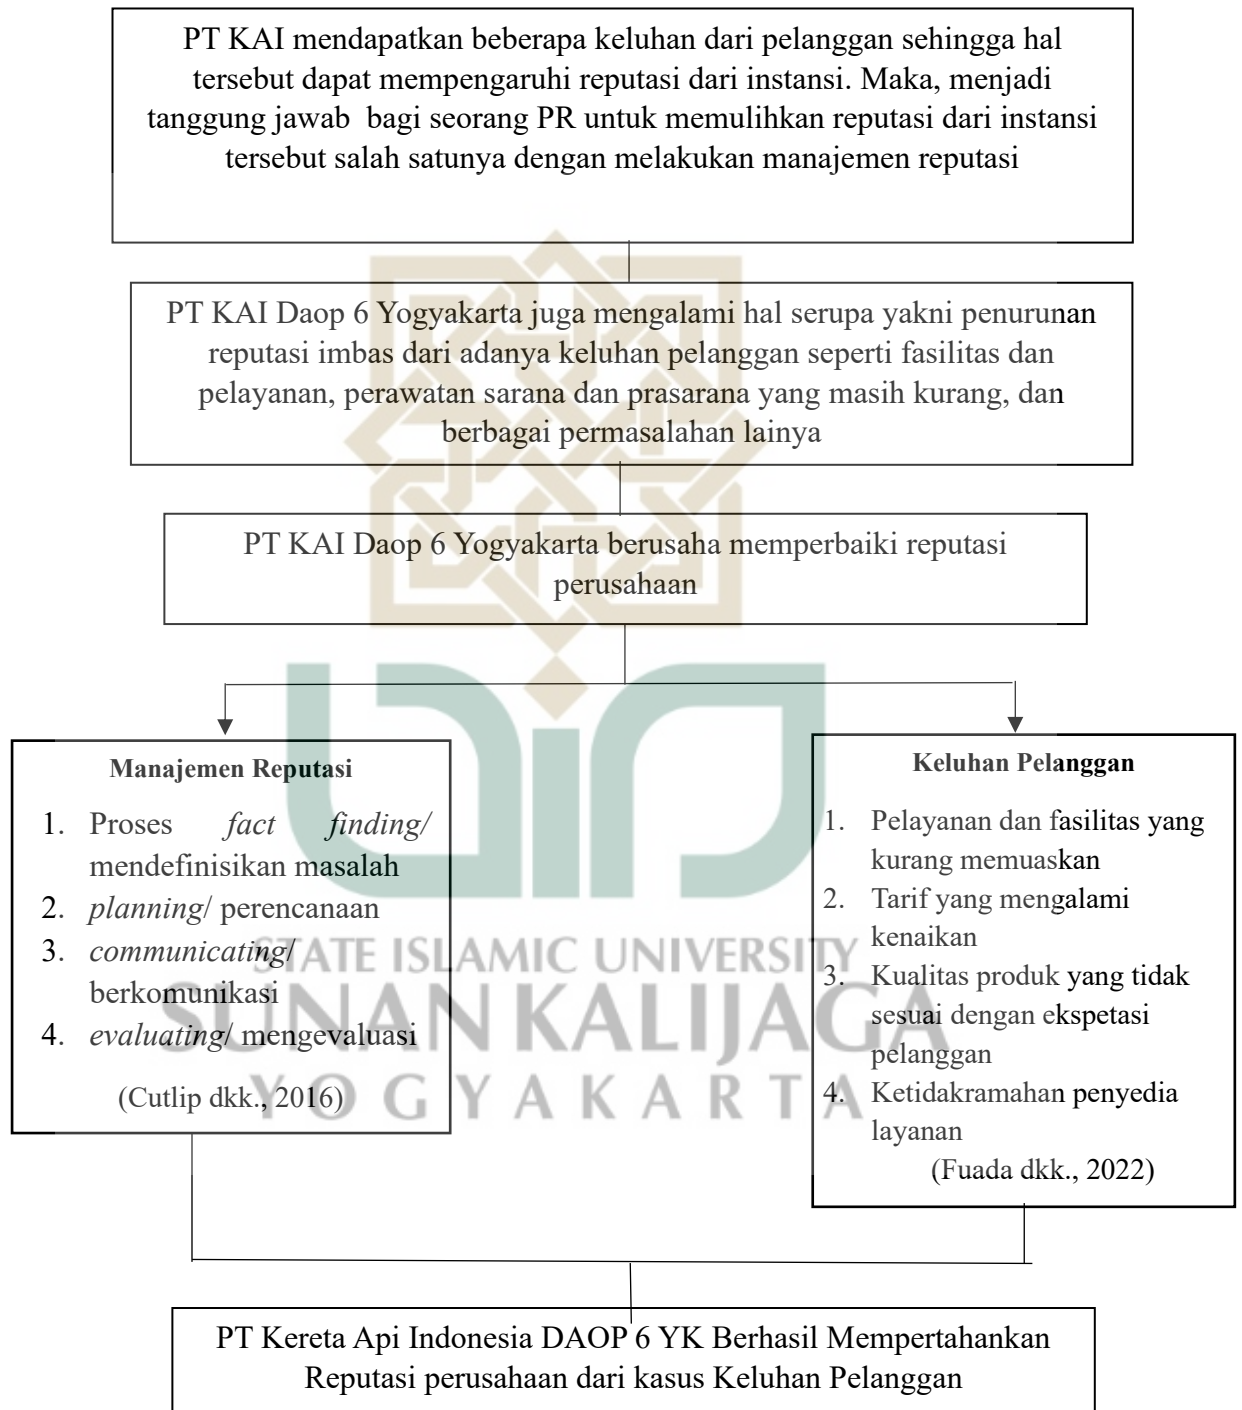 PT KAI mendapatkan beberapa keluhan dari pelanggan sehingga hal
tersebut dapat mempengaruhi reputasi dari instansi. Maka, menjadi
tanggung jawab bagi seorang PR untuk memulihkan reputasi dari instansi
tersebut salah satunya dengan melakukan manajemen reputasi
PT KAI Daop 6 Yogyakarta juga mengalami hal serupa yakni penurunan
reputasi imbas dari adanya keluhan pelanggan seperti fasilitas dan
pelayanan, perawatan sarana dan prasarana yang masih kurang, dan
berbagai permasalahan lainya
PT KAI Daop 6 Yogyakarta berusaha memperbaiki reputasi
perusahaan
Manajemen Reputasi
1. Proses fact finding/
mendefinisikan masalah
2. planning/ perencanaan
3. communicating/
berkomunikasi
4. evaluating/ mengevaluasi
(Cutlip dkk., 2016)
Keluhan Pelanggan
1. Pelayanan dan fasilitas yang
kurang memuaskan
2. Tarif yang mengalami
kenaikan
3. Kualitas produk yang tidak
sesuai dengan ekspetasi
pelanggan
4. Ketidakramahan penyedia
layanan
(Fuada dkk., 2022)
STATE ISLAMIC UNIVERSITY
SUNAN KALIJAGA
YOGYAKARTA
PT Kereta Api Indonesia DAOP 6 YK Berhasil Mempertahankan
Reputasi perusahaan dari kasus Keluhan Pelanggan